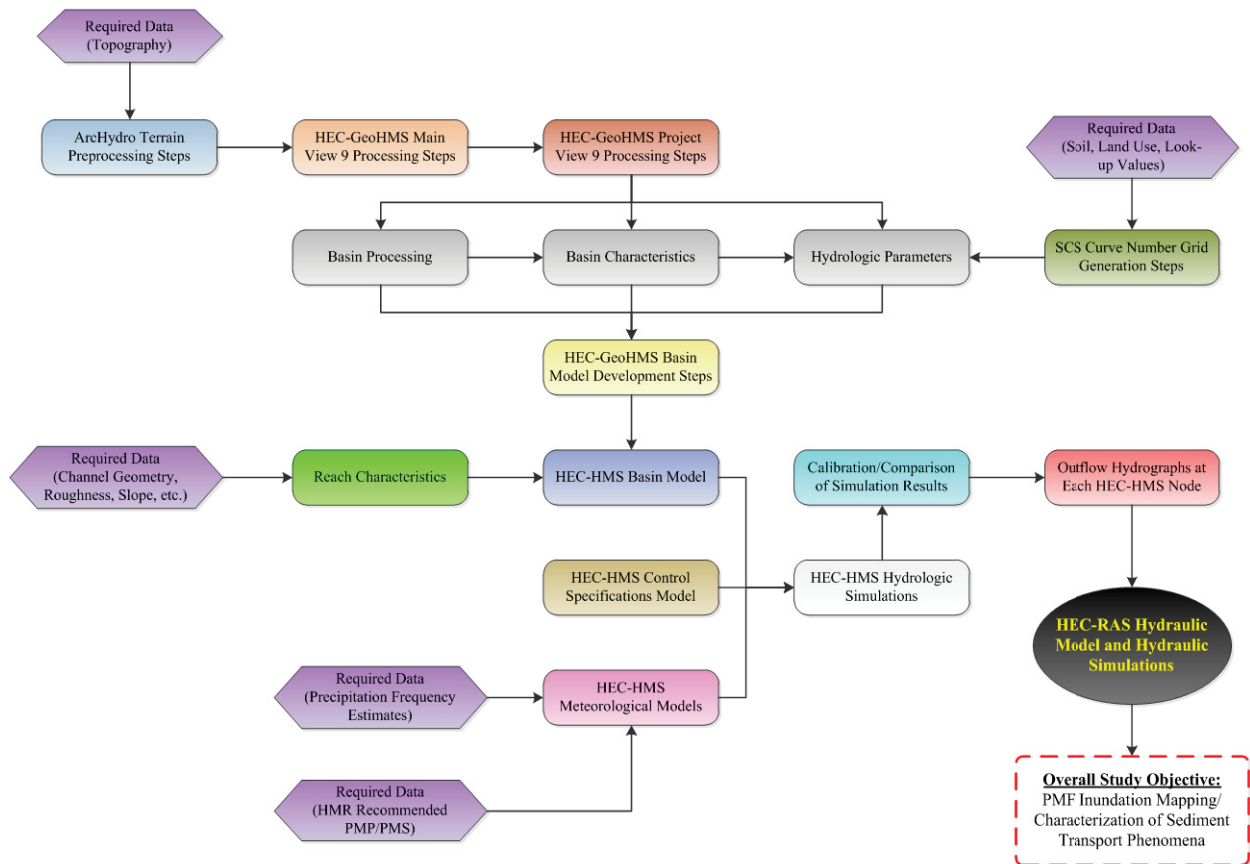 Required Data
(Topography)
ArcHydro Terrain
Preprocessing Steps
HEC-GeoHMS Main
View 9 Processing Steps
HEC-GeoHMS Project
View 9 Processing Steps
Required Data
(Soil, Land Use, Look-
up Values)
Basin Processing
Basin Characteristics
Hydrologic Parameters
SCS Curve Number Grid
Generation Steps
HEC-GeoHMS Basin
Model Development Steps
Required Data
(Channel Geometry,
Roughness, Slope, etc.)
Reach Characteristics
HEC-HMS Basin Model
Calibration/Comparison
of Simulation Results
Outflow Hydrographs at
Each HEC-HMS Node
HEC-HMS Control
Specifications Model
HEC-HMS Hydrologic
Simulations
HEC-RAS Hydraulic
Model and Hydraulic
Simulations
Required Data
(Precipitation Frequency
Estimates)
HEC-HMS
Meteorological Models
Required Data
(HMR Recommended
PMP/PMS)
Overall Study Objective:
PMF Inundation Mapping/
Characterization of Sediment
Transport Phenomena